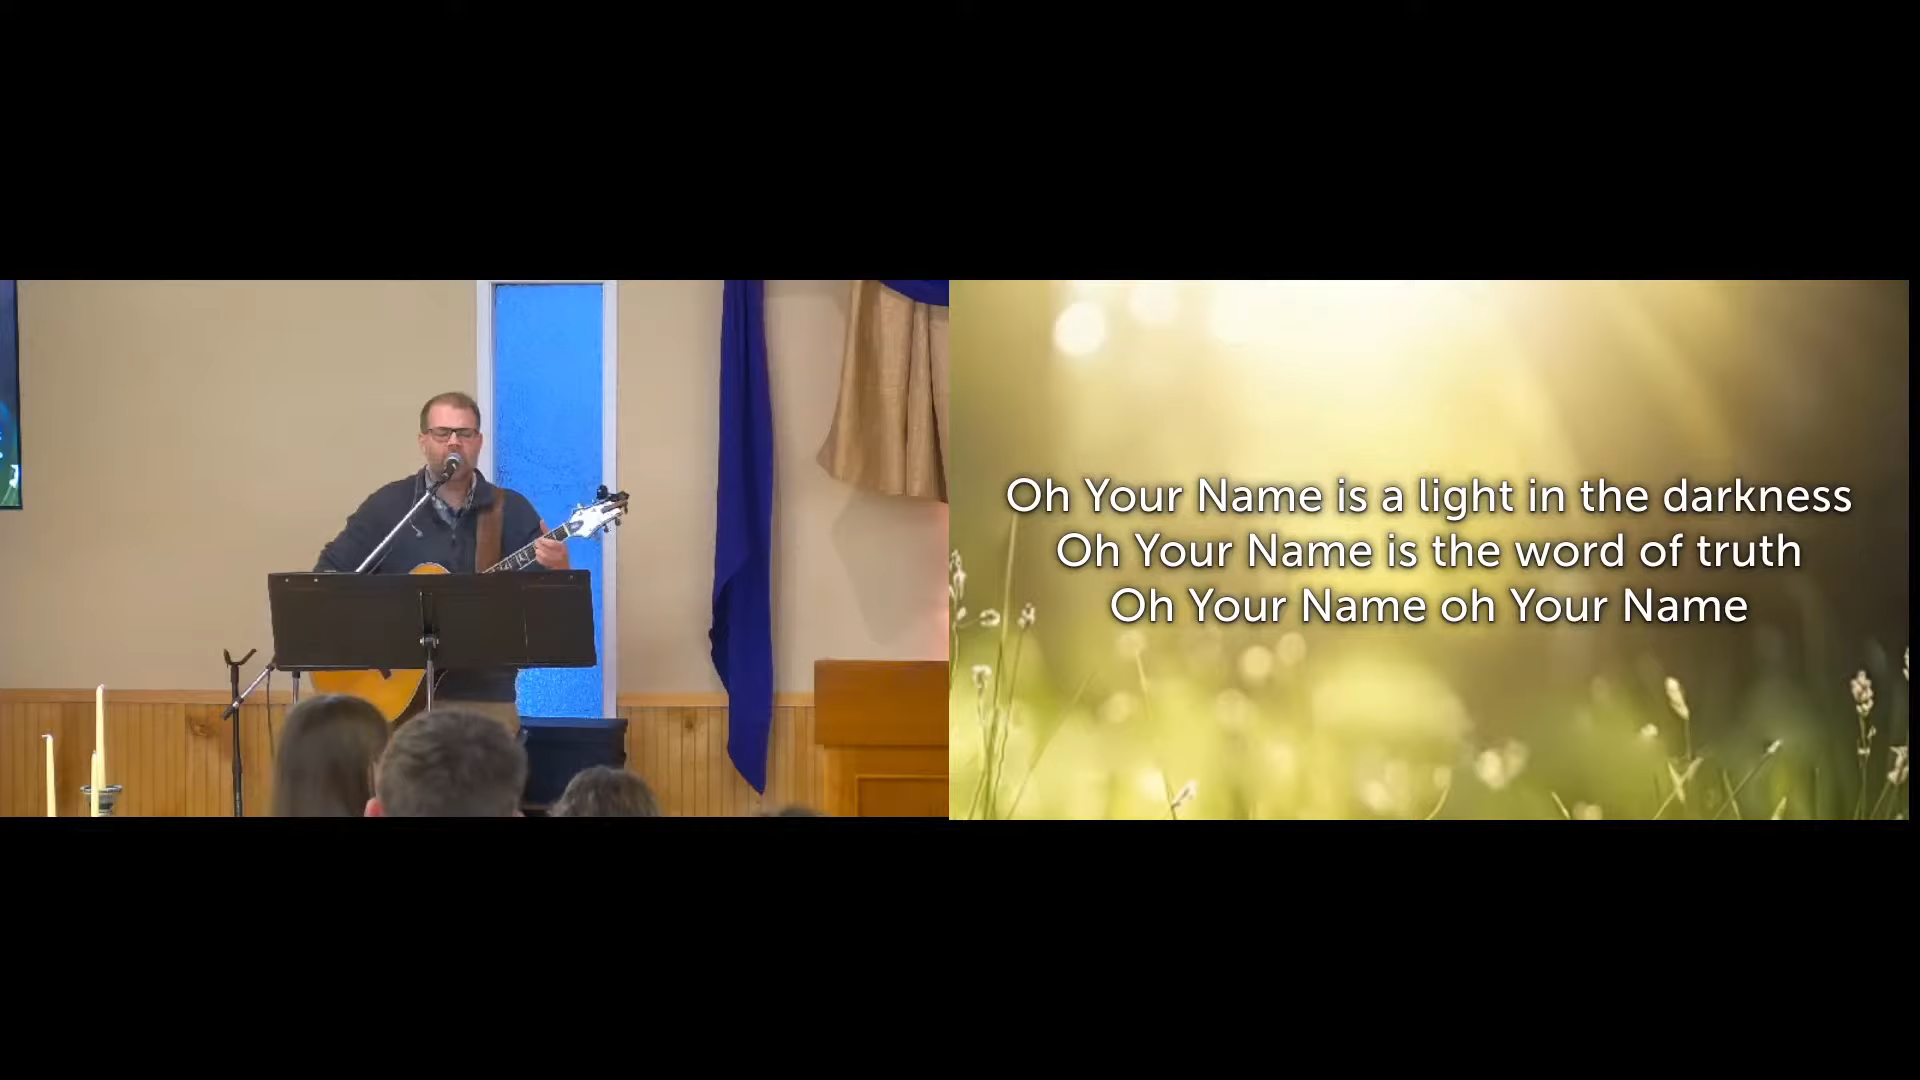 Oh Your Name is a light in the darkness
Oh Your Name is the word of truth
Oh Your Name oh Your Name